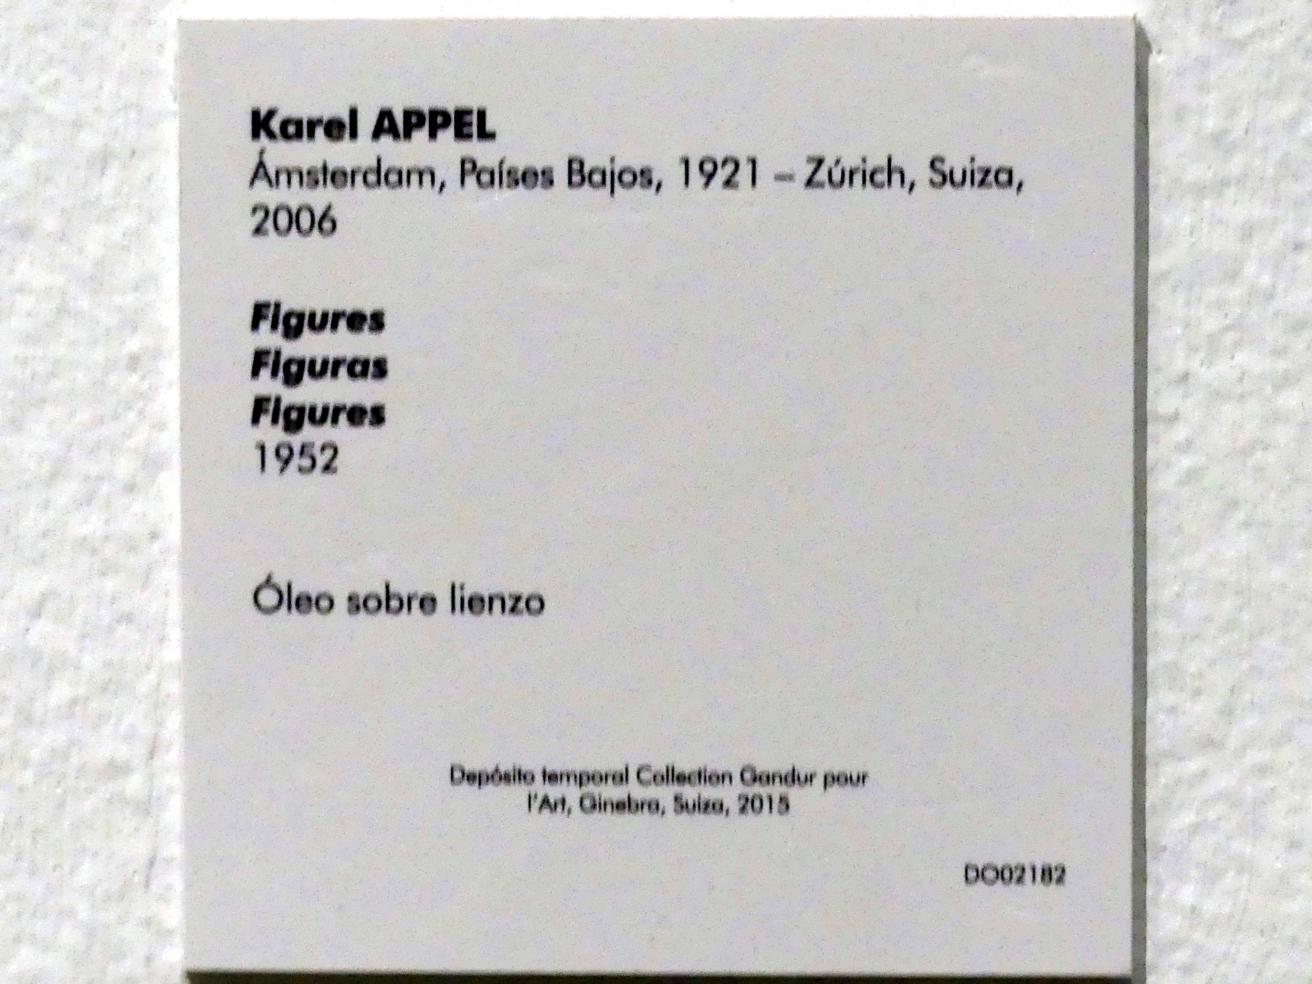 Karel APPEL
Ámsterdam, Países Bajos, 1921 – Zúrich, Suiza,
2006
Figures
Figuras
Figures
1952
Óleo sobre lienzo
Depósito temporal Collection Gandur pour
l'Art, Ginebra, Suiza, 2015
DO02182